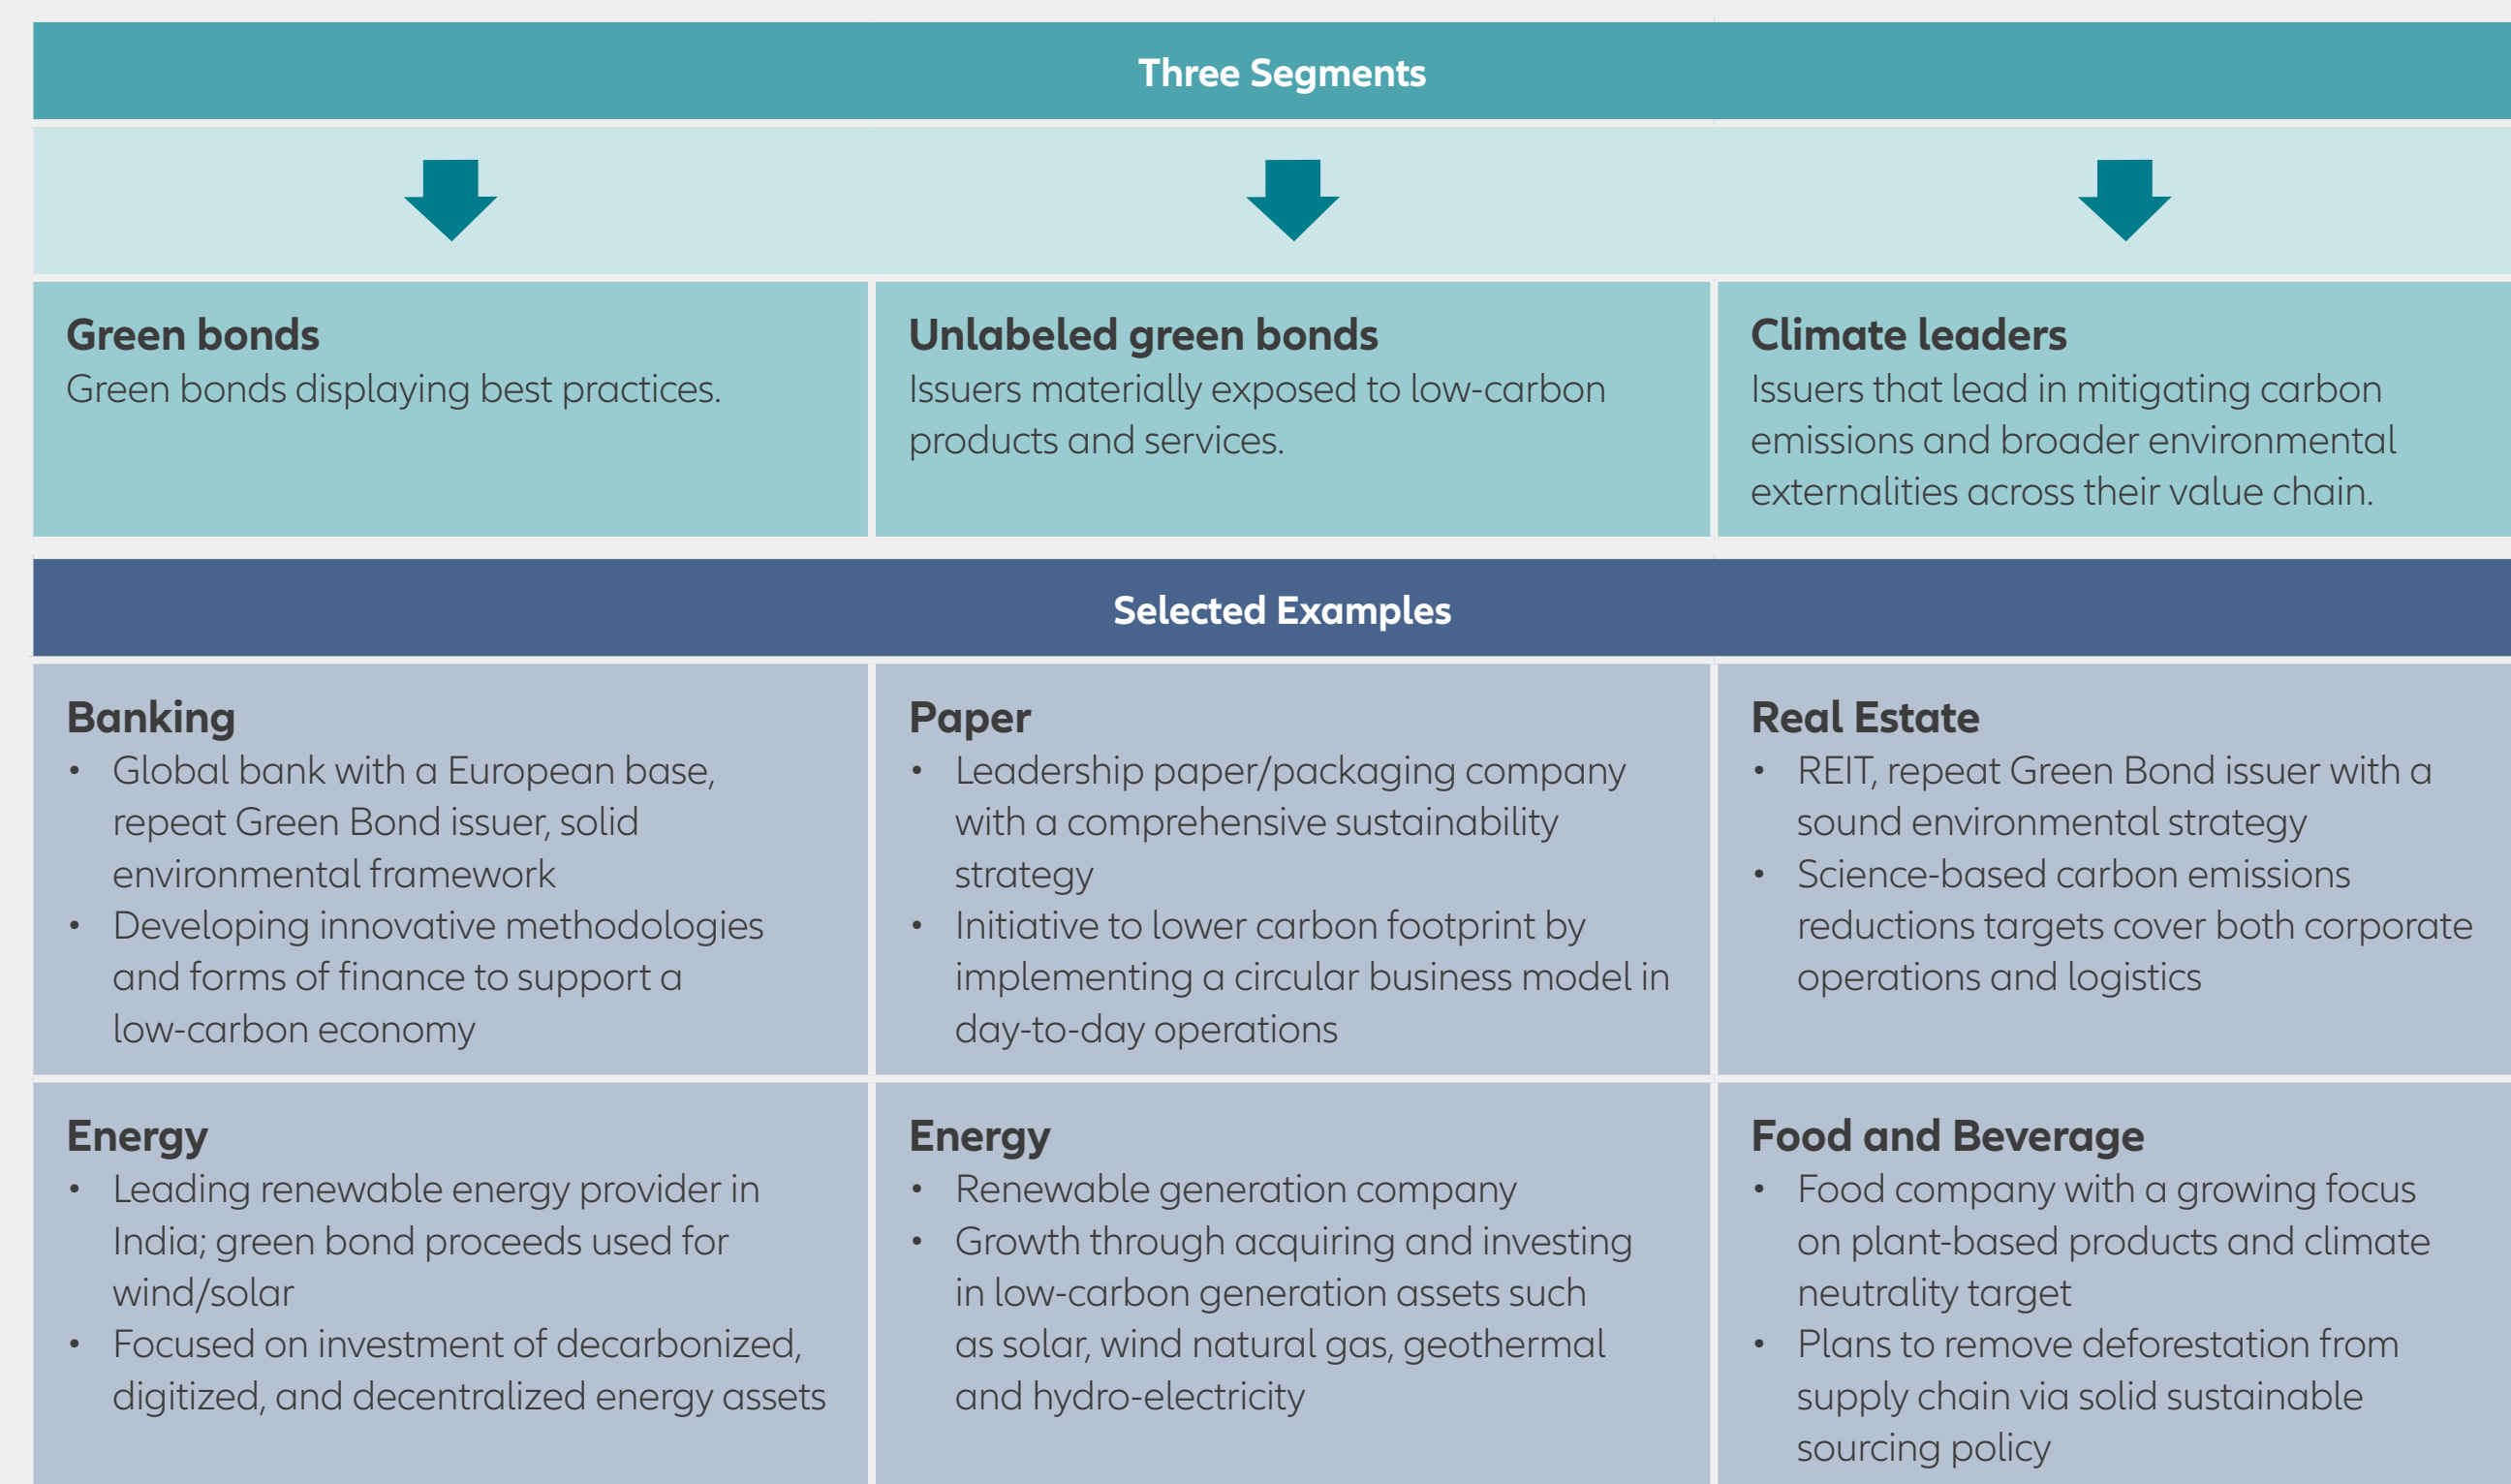 Three Segments
Green bonds
Green bonds displaying best practices.
Unlabeled green bonds
Issuers materially exposed to low-carbon
products and services.
Climate leaders
Issuers that lead in mitigating carbon
emissions and broader environmental
externalities across their value chain.
Selected Examples
Banking
• Global bank with a European base,
repeat Green Bond issuer, solid
environmental framework
• Developing innovative methodologies
and forms of finance to support a
low-carbon economy
Paper
• Leadership paper/packaging company
with a comprehensive sustainability
strategy
• Initiative to lower carbon footprint by
implementing a circular business model in
day-to-day operations
Real Estate
• REIT, repeat Green Bond issuer with a
sound environmental strategy
• Science-based carbon emissions
reductions targets cover both corporate
operations and logistics
Energy
• Leading renewable energy provider in
India; green bond proceeds used for
wind/solar
• Focused on investment of decarbonized,
digitized, and decentralized energy assets
Energy
• Renewable generation company
• Growth through acquiring and investing
in low-carbon generation assets such
as solar, wind natural gas, geothermal
and hydro-electricity
Food and Beverage
• Food company with a growing focus
on plant-based products and climate
neutrality target
• Plans to remove deforestation from
supply chain via solid sustainable
sourcing policy